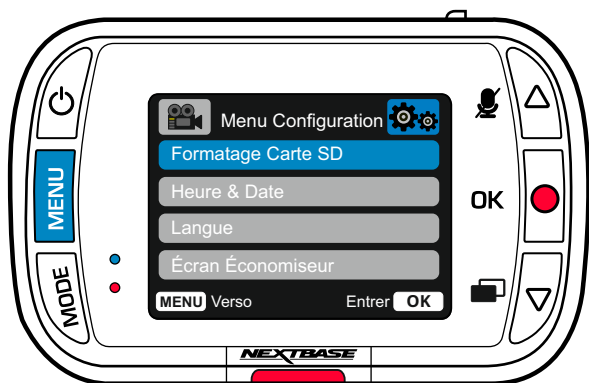 Menu Configuration
Formatage Carte SD
Heure & Date
Langue
Écran Économiseur
MENU Verso Entrer OK
MENU
MODE
OK
NEXTBASE